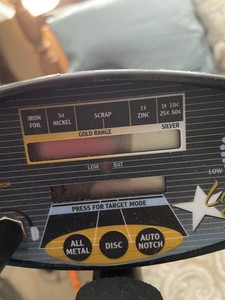 IRON 5¢ SCRAP 1¢ 1¢ 10¢
FOIL NICKEL ZINC 25¢ 50¢
GOLD RANGE SILVER
LOW BAT
PRESS FOR TARGET MODE
ALL METAL DISC AUTO NOTCH